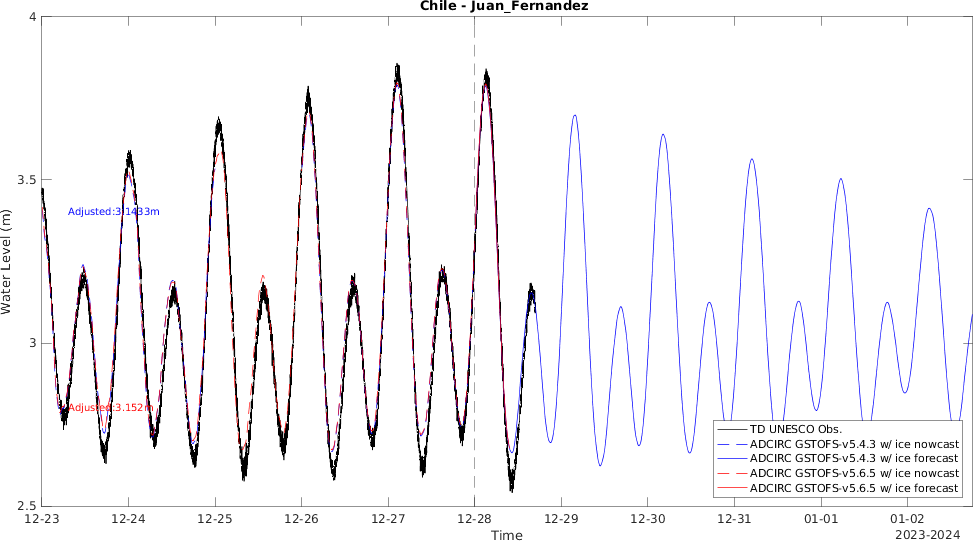 Chile - Juan_Fernandez
4
3.5
3
2.5
Water Level (m)
Adjusted:3.1433m
Adjusted:3.152m
TD UNESCO Obs.
ADCIRC GSTOFS-v5.4.3 w/ ice nowcast
ADCIRC GSTOFS-v5.4.3 w/ ice forecast
ADCIRC GSTOFS-v5.6.5 w/ ice nowcast
ADCIRC GSTOFS-v5.6.5 w/ ice forecast
12-23 12-24 12-25 12-26 12-27 12-28 12-29 12-30 12-31 01-01 01-02
Time
2023-2024